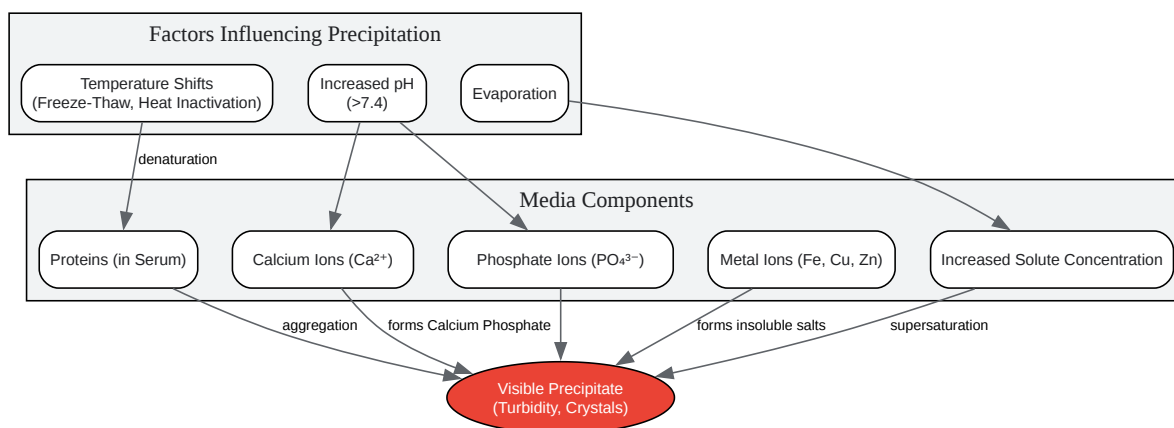 Factors Influencing Precipitation
Temperature Shifts
(Freeze-Thaw, Heat Inactivation)
Increased pH
(>7.4)
Evaporation
denaturation
Media Components
Proteins (in Serum)
Calcium Ions (Ca²⁺)
Phosphate Ions (PO₄³⁻)
Metal Ions (Fe, Cu, Zn)
Increased Solute Concentration
aggregation
forms Calcium Phosphate
forms insoluble salts
supersaturation
Visible Precipitate
(Turbidity, Crystals)